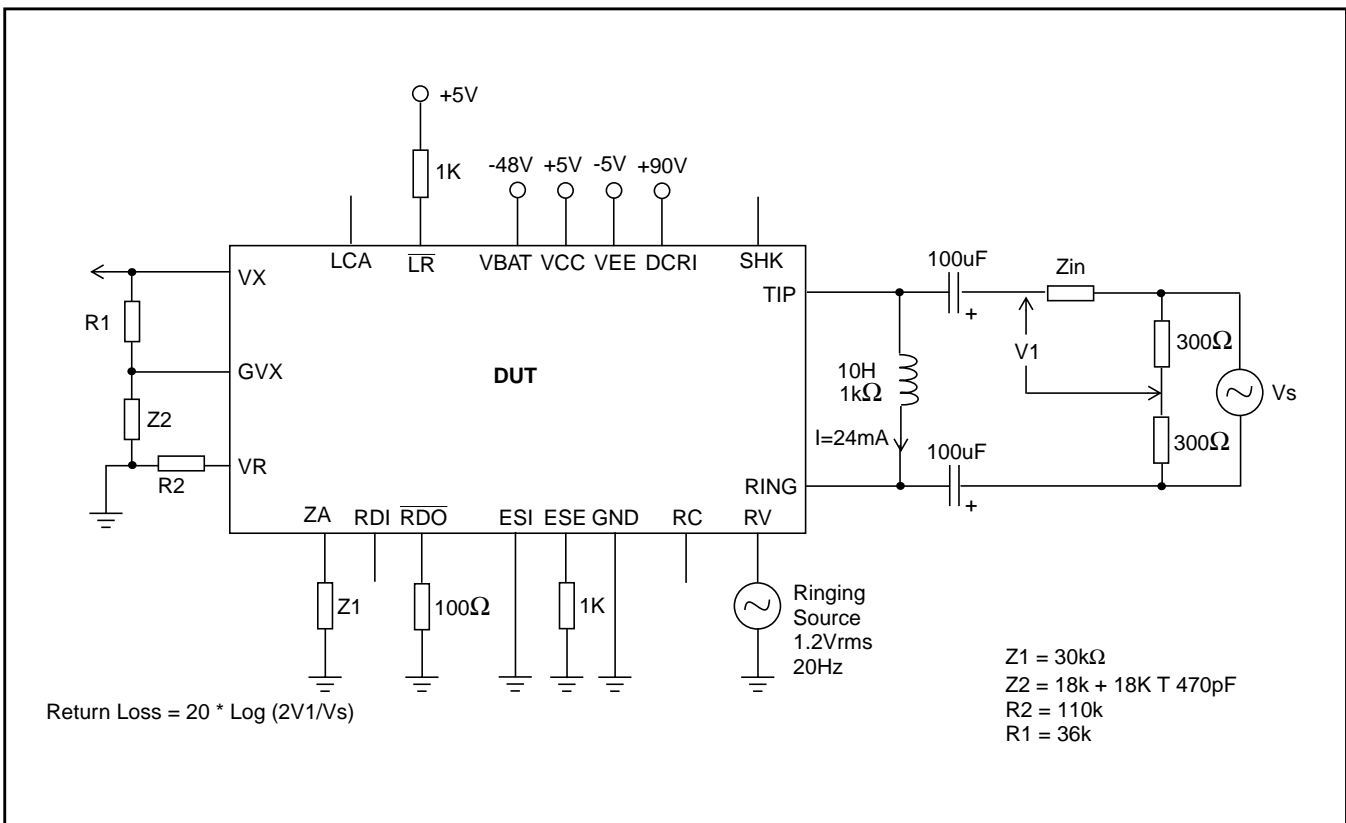 +5V
1K
-48V +5V -5V +90V
LCA LR VBAT VCC VEE DCRI SHK
VX
TIP
100uF
Zin
R1
300Ω
V1
GVX
DUT
10H
1kΩ
Vs
Z2
I=24mA
300Ω
100uF
VR
R2
RING
ZA RDI RDO ESI ESE GND RC RV
Z1
100Ω
1K
Ringing
Source
1.2Vrms
20Hz
+
+
Z1 = 30kΩ
Z2 = 18k + 18K T 470pF
R2 = 110k
R1 = 36k
Return Loss = 20 * Log (2V1/Vs)